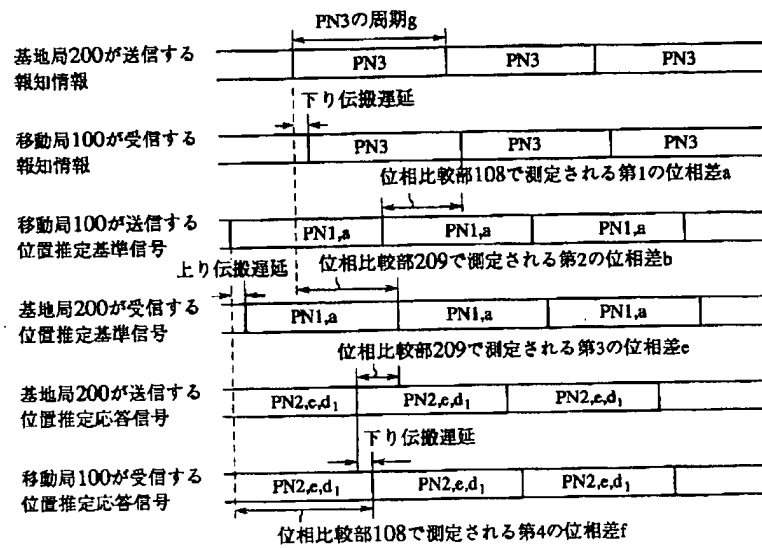 PN3の周期g
基地局200が送信する
報知情報
PN3 PN3 PN3
下り伝搬遅延
移動局100が受信する
報知情報
PN3 PN3 PN3
位相比較部108で測定される第1の位相差a
移動局100が送信する
位置推定基準信号
PN1,a PN1,a PN1,a
上り伝搬遅延
位相比較部209で測定される第2の位相差b
基地局200が受信する
位置推定基準信号
PN1,a PN1,a PN1,a
位相比較部209で測定される第3の位相差e
基地局200が送信する
位置推定応答信号
PN2,e,d₁ PN2,e,d₁ PN2,e,d₁
下り伝搬遅延
移動局100が受信する
位置推定応答信号
PN2,e,d₁ PN2,e,d₁ PN2,e,d₁
位相比較部108で測定される第4の位相差f